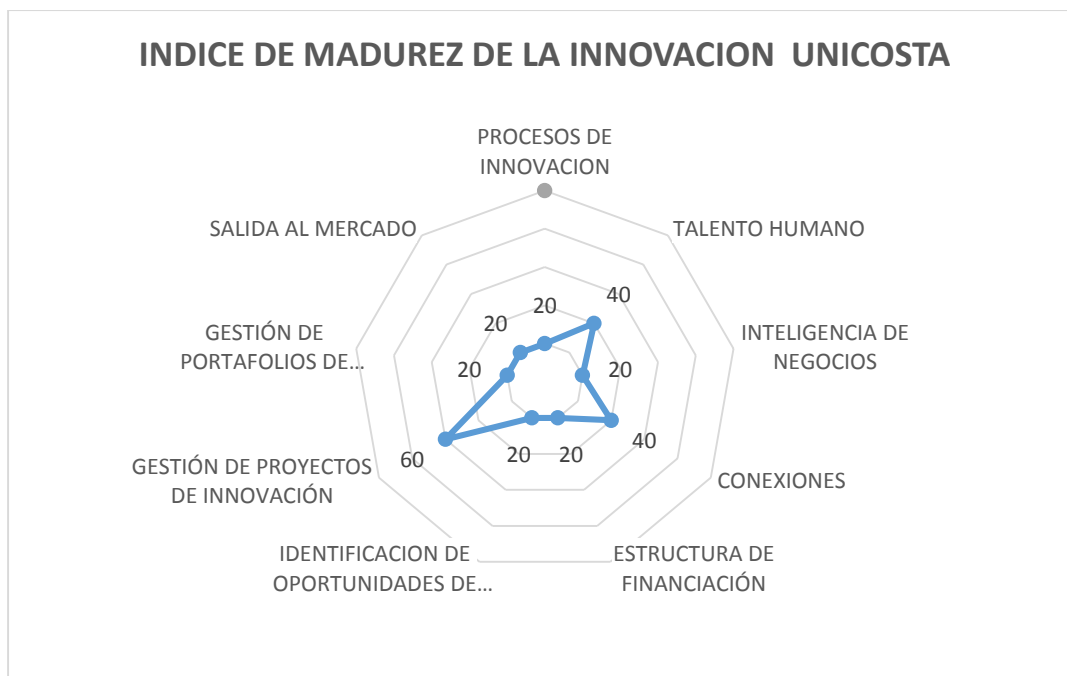 INDICE DE MADUREZ DE LA INNOVACION UNICOSTA
PROCESOS DE
INNOVACION
SALIDA AL MERCADO
TALENTO HUMANO
40
20
20
GESTIÓN DE
PORTAFOLIOS DE...
INTELIGENCIA DE
NEGOCIOS
20
20
40
60
20
20
GESTIÓN DE PROYECTOS
DE INNOVACIÓN
CONEXIONES
IDENTIFICACION DE
OPORTUNIDADES DE...
ESTRUCTURA DE
FINANCIACIÓN